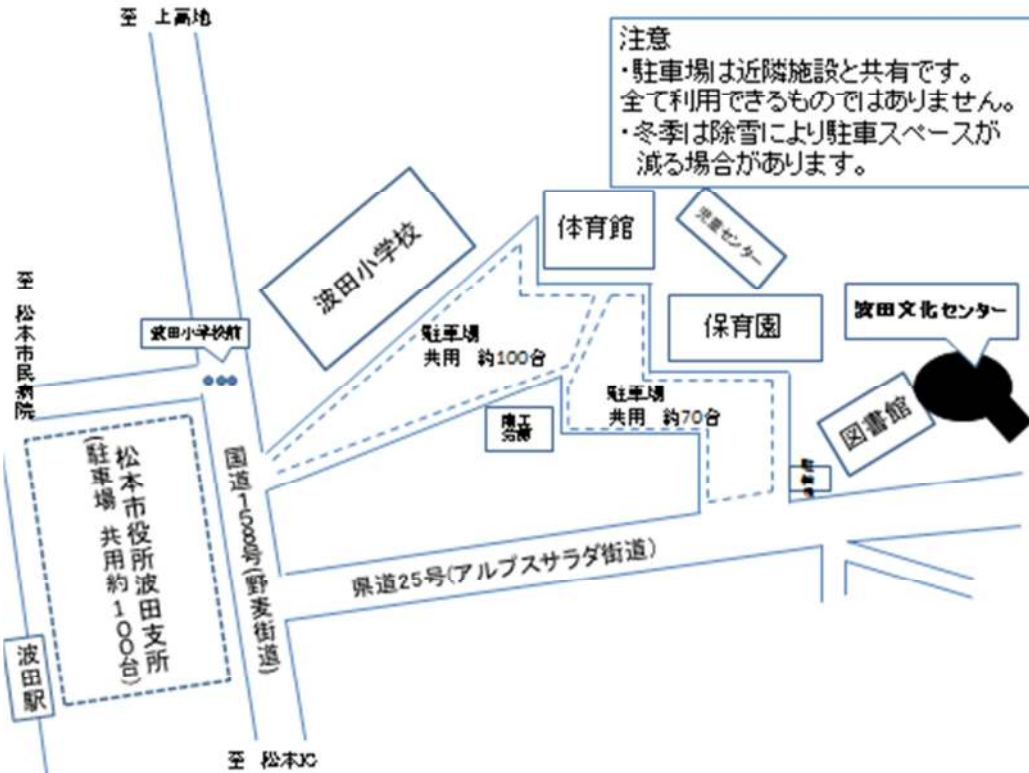 至 上高地
注意
・駐車場は近隣施設と共有です。
全て利用できるものではありません。
・冬季は除雪により駐車スペースが
減る場合があります。
体育館
児童センター
波田小学校
至 松本市民病院
波田小学校前
保育園
波田文化センター
駐車場
共用 約100台
駐車場
共用 約70台
図書館
国道158号(野麦街道)
松本市役所波田支所
(駐車場 共用約100台)
県道25号(アルプスサラダ街道)
波田駅
至 松本IC